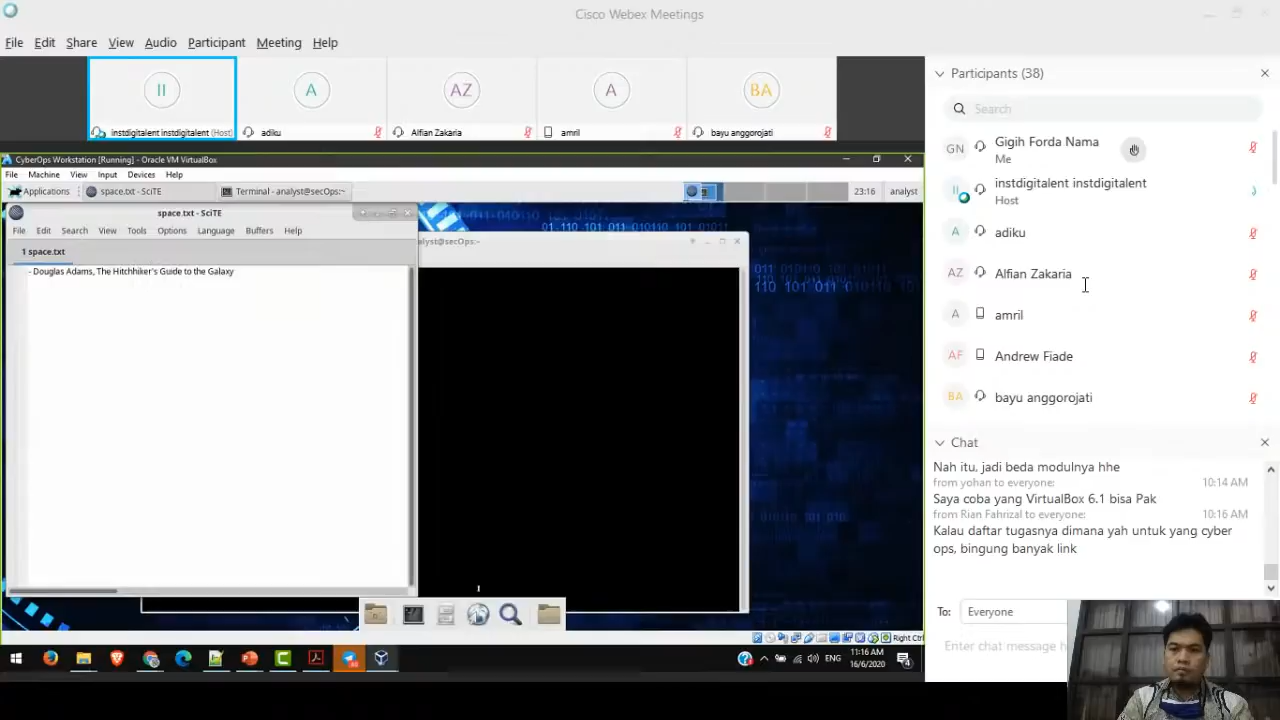 Cisco Webex Meetings
File Edit Share View Audio Participant Meeting Help
II A AZ A BA
instdigitalent instdigitalent (Host) adiku Alfian Zakaria amril bayu anggorojati
CyberOps Workstation [Running] - Oracle VM VirtualBox
File Machine View Input Devices Help
Applications space.txt - SciTE Terminal - analyst@secOps:~ 23:16 analyst
space.txt - SciTE
File Edit Search View Tools Options Language Buffers Help
alyst@secOps:~
1 space.txt
- Douglas Adams, The Hitchhiker's Guide to the Galaxy
Right Ctrl
ENG
11:16 AM
16/6/2020
Participants (38)
Search
GN Gigih Forda Nama
Me
II instdigitalent instdigitalent
Host
A adiku
AZ Alfian Zakaria
A amril
AF Andrew Fiade
BA bayu anggorojati
Chat
Nah itu, jadi beda modulnya hhe
from yohan to everyone: 10:14 AM
Saya coba yang VirtualBox 6.1 bisa Pak
from Rian Fahrizal to everyone: 10:16 AM
Kalau daftar tugasnya dimana yah untuk yang cyber
ops, bingung banyak link
To: Everyone
Enter chat message h